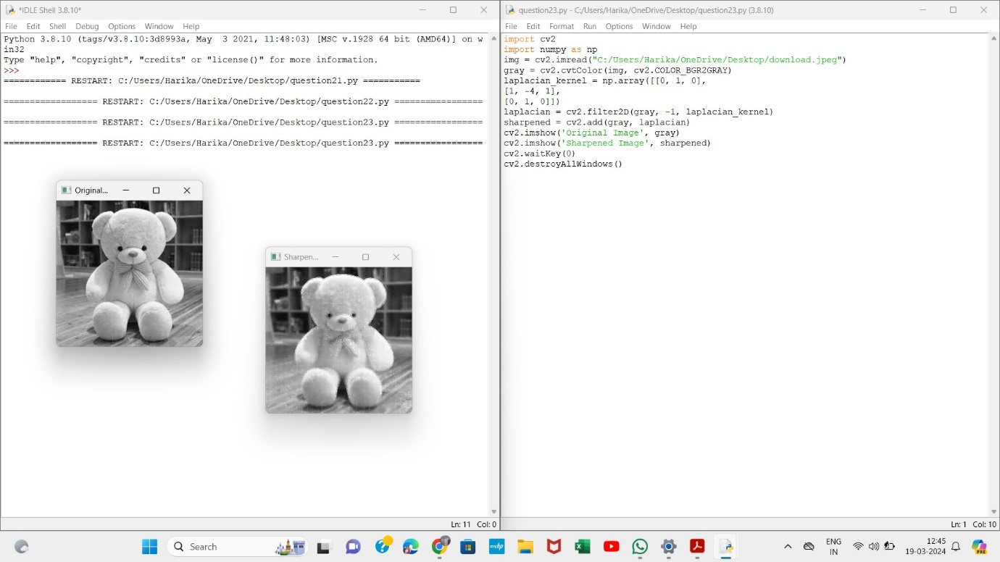 *IDLE Shell 3.8.10*
File Edit Shell Debug Options Window Help
Python 3.8.10 (tags/v3.8.10:3d8993a, May  3 2021, 11:48:03) [MSC v.1928 64 bit (AMD64)] on w
in32
Type "help", "copyright", "credits" or "license()" for more information.
>>>
============ RESTART: C:/Users/Harika/OneDrive/Desktop/question21.py ===========
================== RESTART: C:/Users/Harika/OneDrive/Desktop/question22.py =================
================== RESTART: C:/Users/Harika/OneDrive/Desktop/question23.py =================
================== RESTART: C:/Users/Harika/OneDrive/Desktop/question23.py =================
Original...
Sharpen...
Ln: 11 Col: 0
question23.py - C:/Users/Harika/OneDrive/Desktop/question23.py (3.8.10)
File Edit Format Run Options Window Help
import cv2
import numpy as np
img = cv2.imread("C:/Users/Harika/OneDrive/Desktop/download.jpeg")
gray = cv2.cvtColor(img, cv2.COLOR_BGR2GRAY)
laplacian_kernel = np.array([[0, 1, 0],
[1, -4, 1],
[0, 1, 0]])
laplacian = cv2.filter2D(gray, -1, laplacian_kernel)
sharpened = cv2.add(gray, laplacian)
cv2.imshow('Original Image', gray)
cv2.imshow('Sharpened Image', sharpened)
cv2.waitKey(0)
cv2.destroyAllWindows()
Ln: 1 Col: 10
Search
myhp
ENG
IN
12:45
19-03-2024
PRE